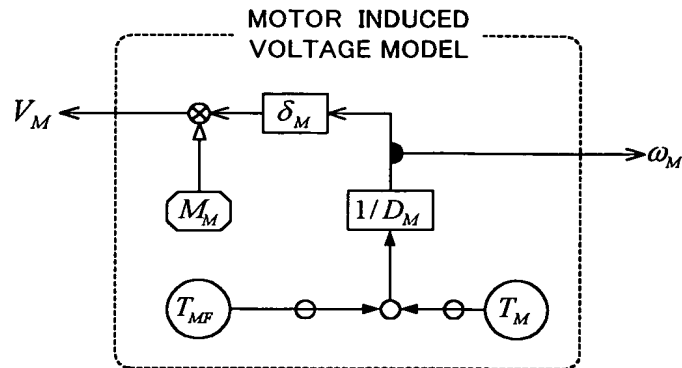 MOTOR INDUCED
VOLTAGE MODEL
V_M
δ_M
ω_M
M_M
1/D_M
T_MF
T_M